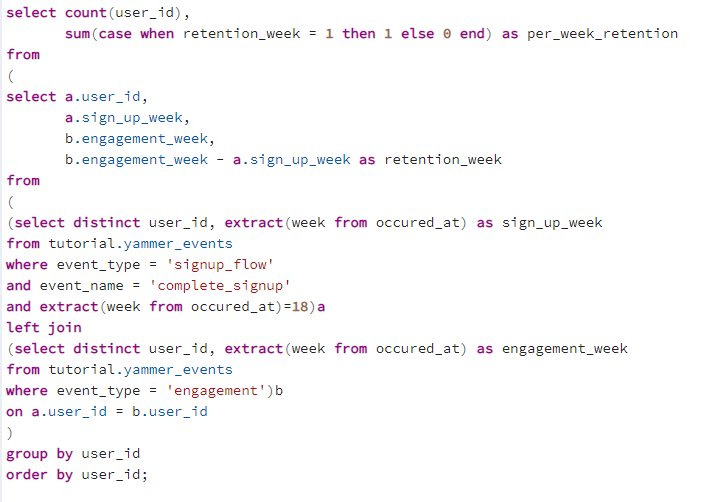 select count(user_id),
       sum(case when retention_week = 1 then 1 else 0 end) as per_week_retention
from
(
select a.user_id,
       a.sign_up_week,
       b.engagement_week,
       b.engagement_week - a.sign_up_week as retention_week
from
(
(select distinct user_id, extract(week from occured_at) as sign_up_week
from tutorial.yammer_events
where event_type = 'signup_flow'
and event_name = 'complete_signup'
and extract(week from occured_at)=18)a
left join
(select distinct user_id, extract(week from occured_at) as engagement_week
from tutorial.yammer_events
where event_type = 'engagement')b
on a.user_id = b.user_id
)
group by user_id
order by user_id;